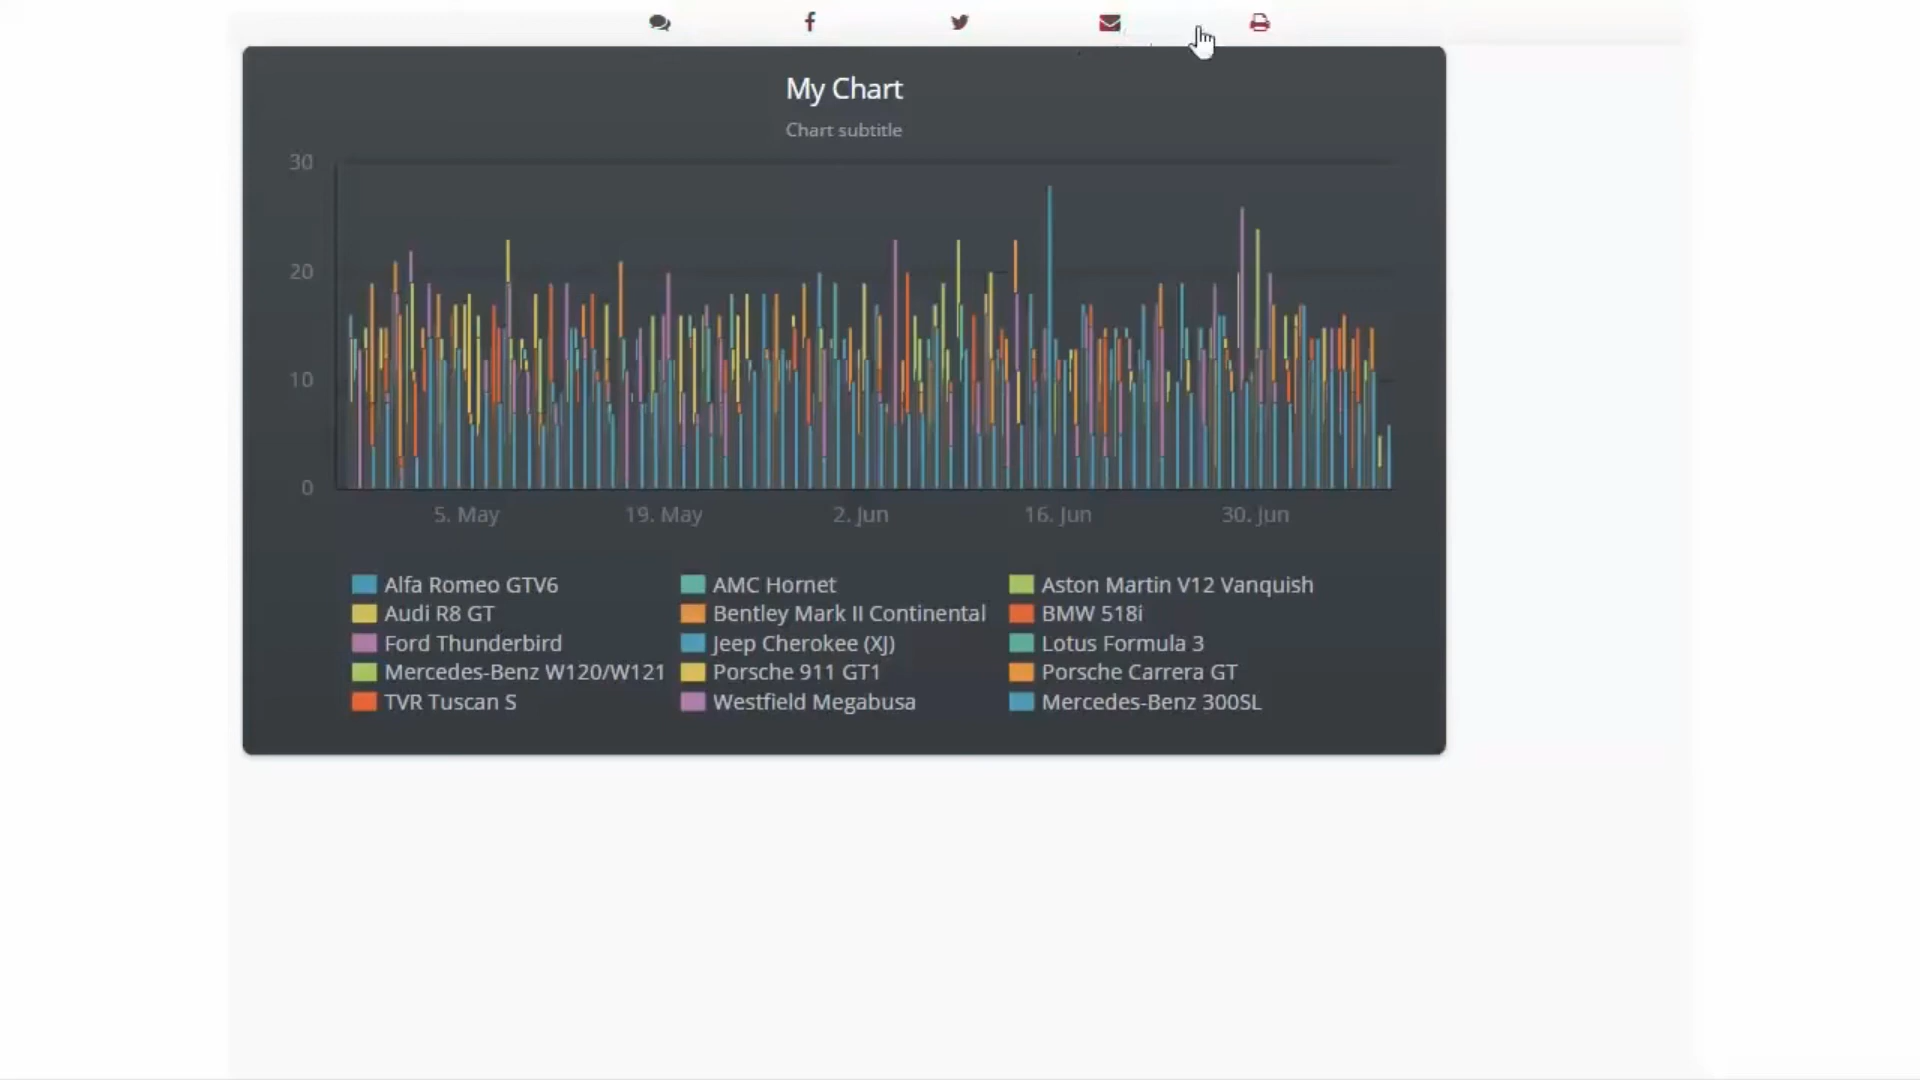 My Chart
Chart subtitle
30
20
10
0
5. May 19. May 2. Jun 16. Jun 30. Jun
Alfa Romeo GTV6 AMC Hornet Aston Martin V12 Vanquish
Audi R8 GT Bentley Mark II Continental BMW 518i
Ford Thunderbird Jeep Cherokee (XJ) Lotus Formula 3
Mercedes-Benz W120/W121 Porsche 911 GT1 Porsche Carrera GT
TVR Tuscan S Westfield Megabusa Mercedes-Benz 300SL